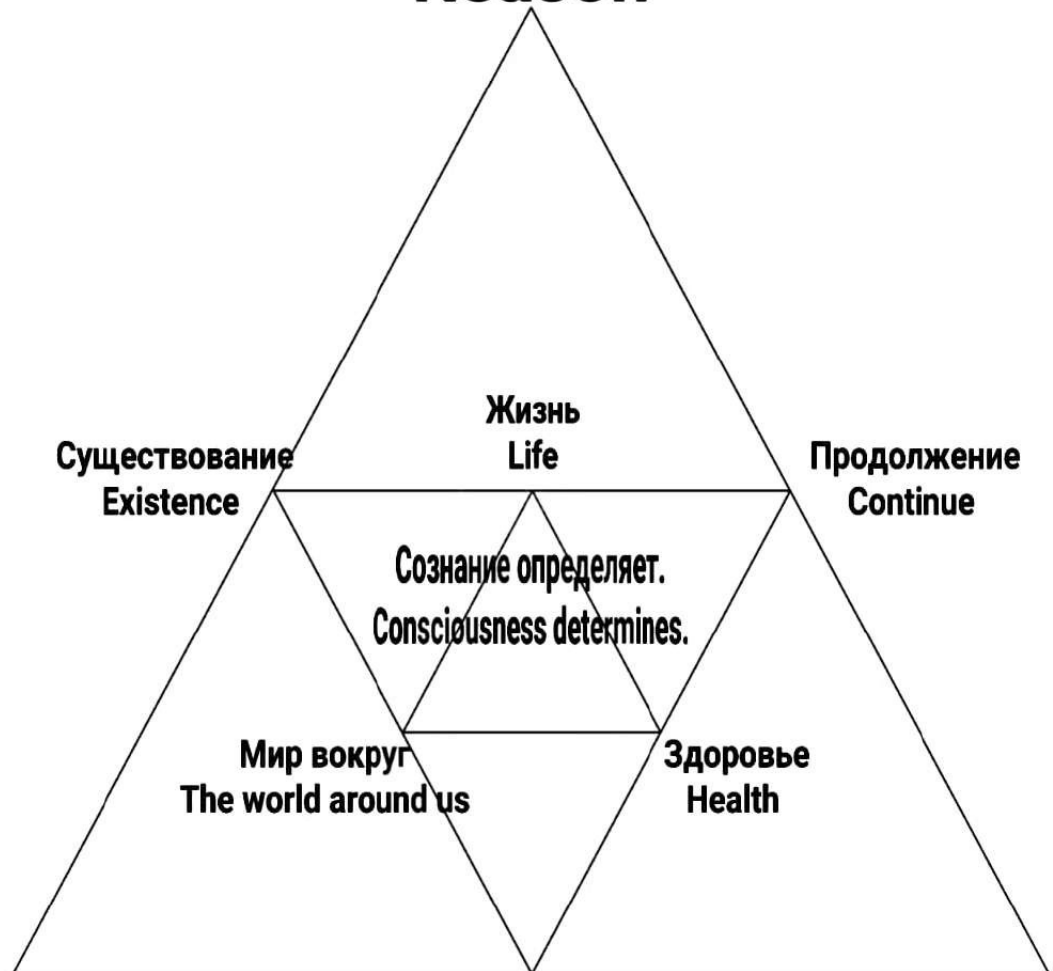 Жизнь
Life
Существование
Existence
Продолжение
Continue
Сознание определяет.
Consciousness determines.
Мир вокруг
The world around us
Здоровье
Health